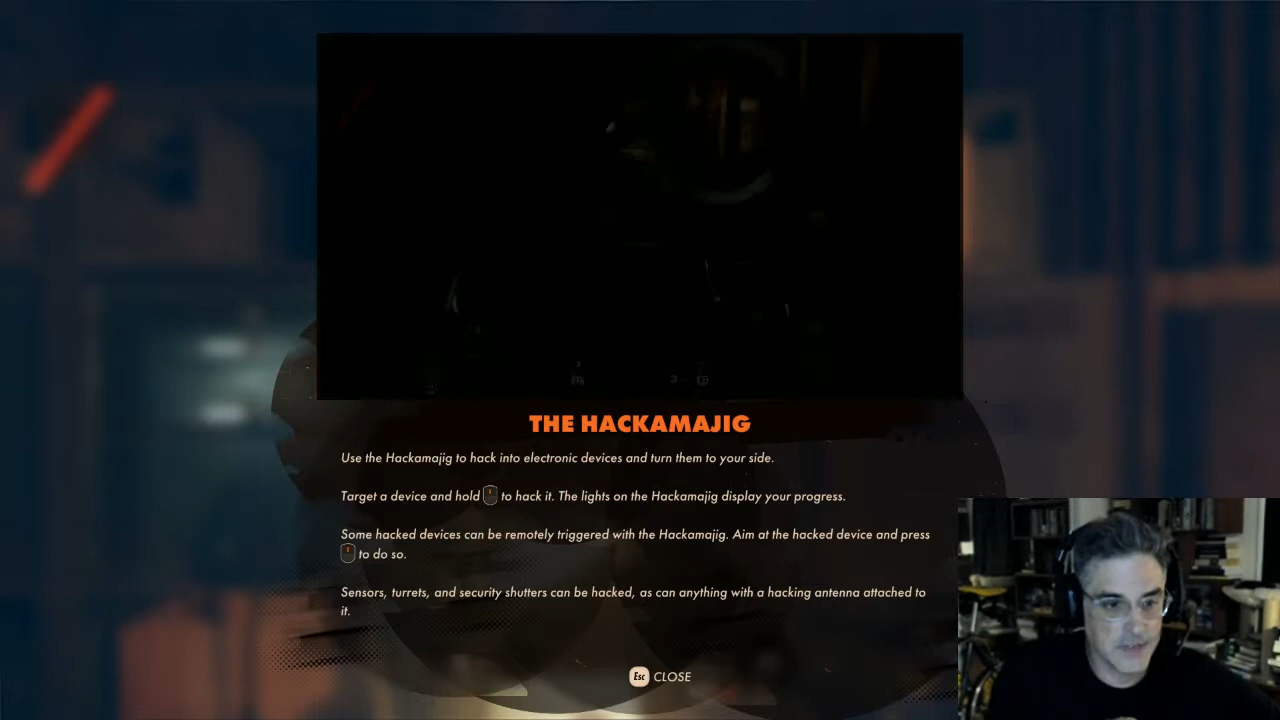 THE HACKAMAJIG
Use the Hackamajig to hack into electronic devices and turn them to your side.
Target a device and hold to hack it. The lights on the Hackamajig display your progress.
Some hacked devices can be remotely triggered with the Hackamajig. Aim at the hacked device and press
to do so.
Sensors, turrets, and security shutters can be hacked, as can anything with a hacking antenna attached to
it.
Esc CLOSE